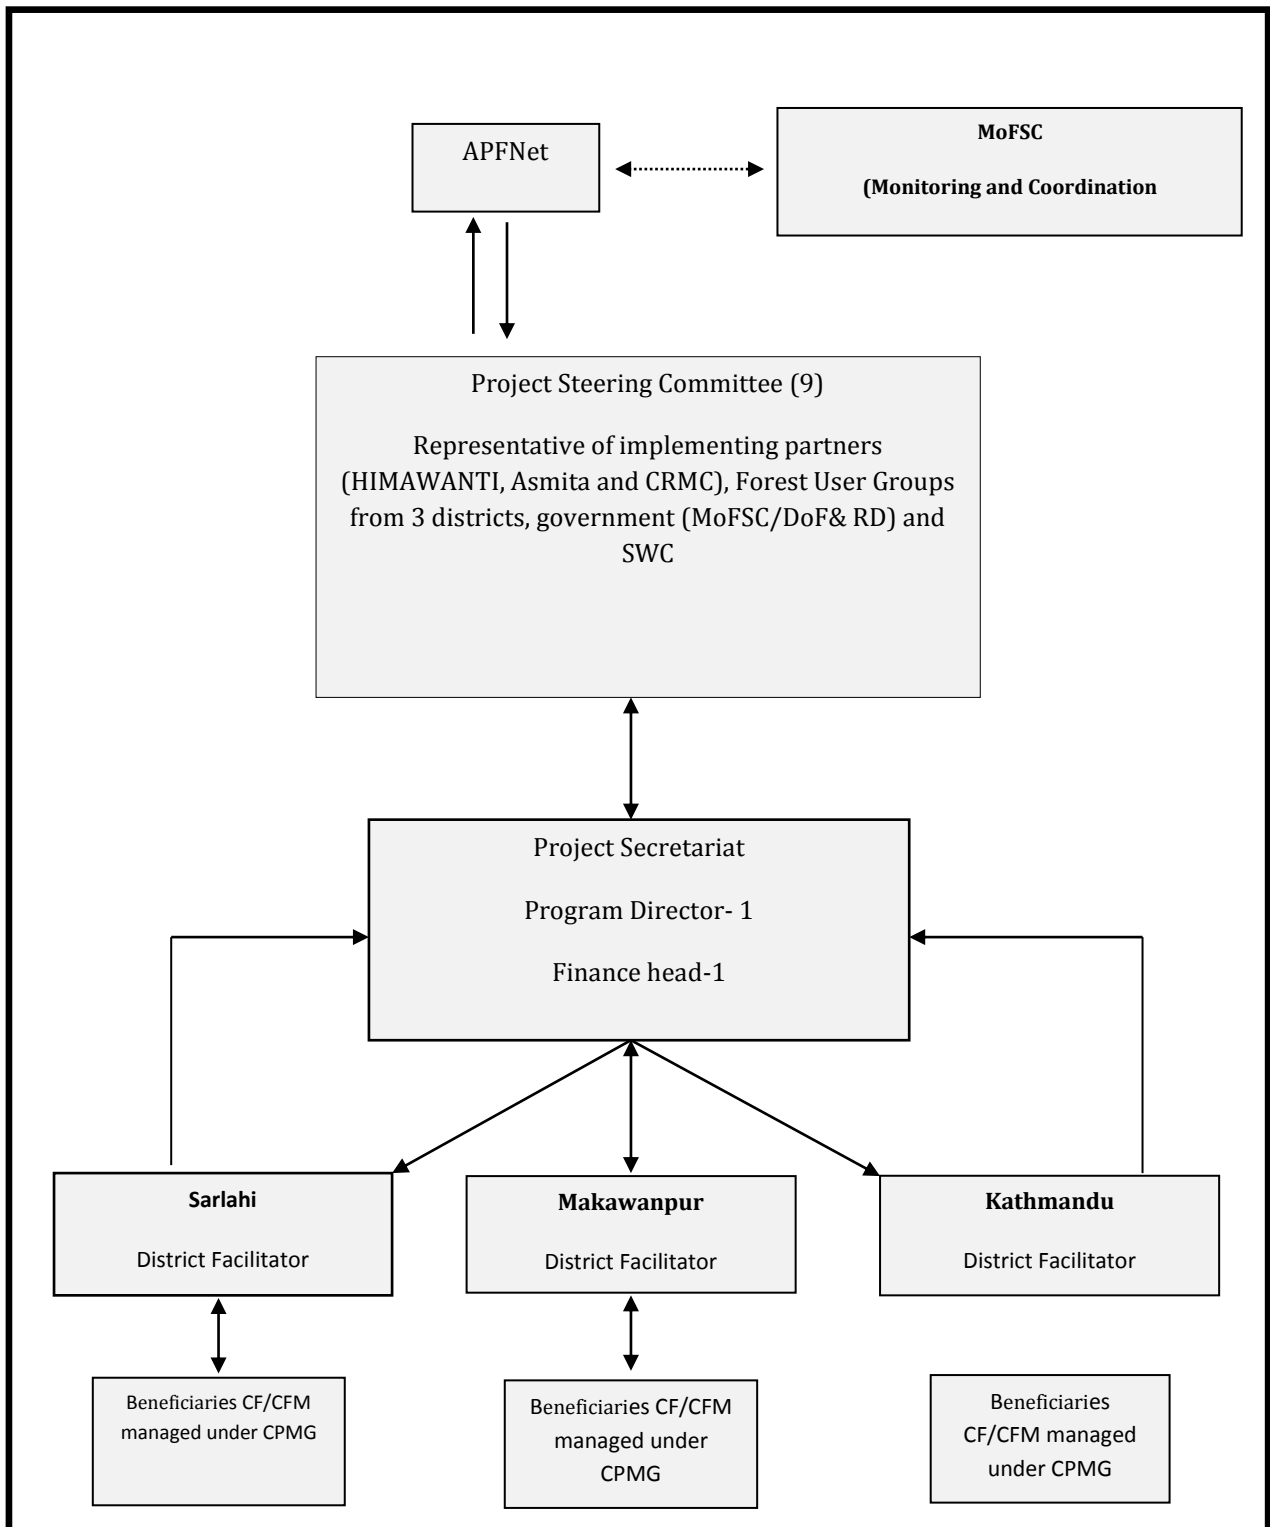 APFNet
MoFSC
(Monitoring and Coordination
Project Steering Committee (9)
Representative of implementing partners
(HIMAWANTI, Asmita and CRMC), Forest User Groups
from 3 districts, government (MoFSC/DoF& RD) and
SWC
Project Secretariat
Program Director- 1
Finance head-1
Sarlahi
District Facilitator
Makawanpur
District Facilitator
Kathmandu
District Facilitator
Beneficiaries CF/CFM
managed under CPMG
Beneficiaries CF/CFM
managed under
CPMG
Beneficiaries
CF/CFM managed
under CPMG